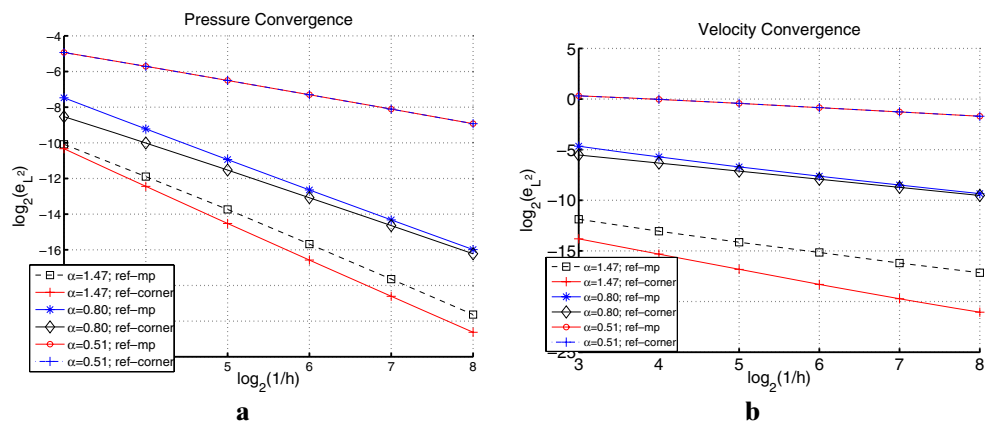 Pressure Convergence
−4
−6
−8
−10
−12
−14
−16
log2(eL2)
5
6
7
8
log2(1/h)
α=1.47; ref−mp
α=1.47; ref−corner
α=0.80; ref−mp
α=0.80; ref−corner
α=0.51; ref−mp
α=0.51; ref−corner
a
Velocity Convergence
5
0
−5
−10
−15
−25
log2(eL2)
3
4
5
6
7
8
log2(1/h)
α=1.47; ref−mp
α=1.47; ref−corner
α=0.80; ref−mp
α=0.80; ref−corner
α=0.51; ref−mp
α=0.51; ref−corner
b